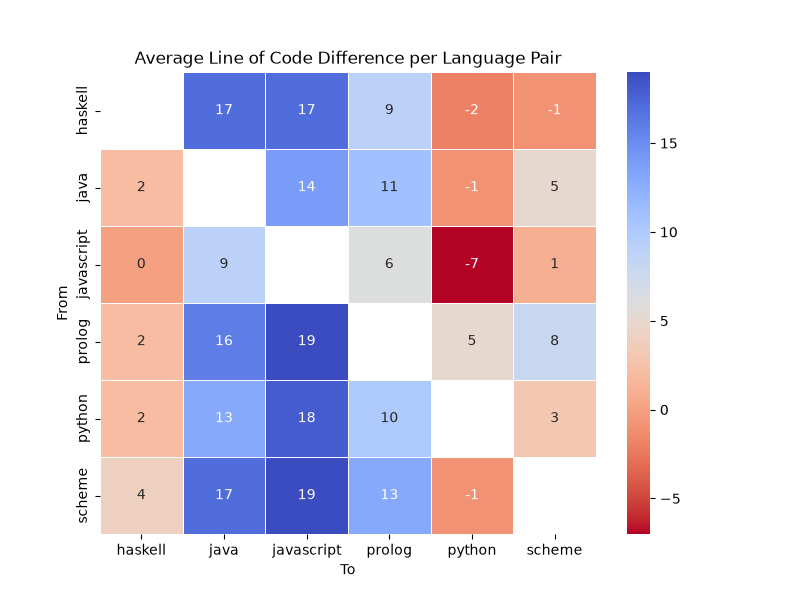 Average Line of Code Difference per Language Pair
haskell 17 17 9 -2 -1
java 2 14 11 -1 5
javascript 0 9 6 -7 1
prolog 2 16 19 5 8
python 2 13 18 10 3
scheme 4 17 19 13 -1
From
haskell java javascript prolog python scheme
To
15
10
5
0
−5